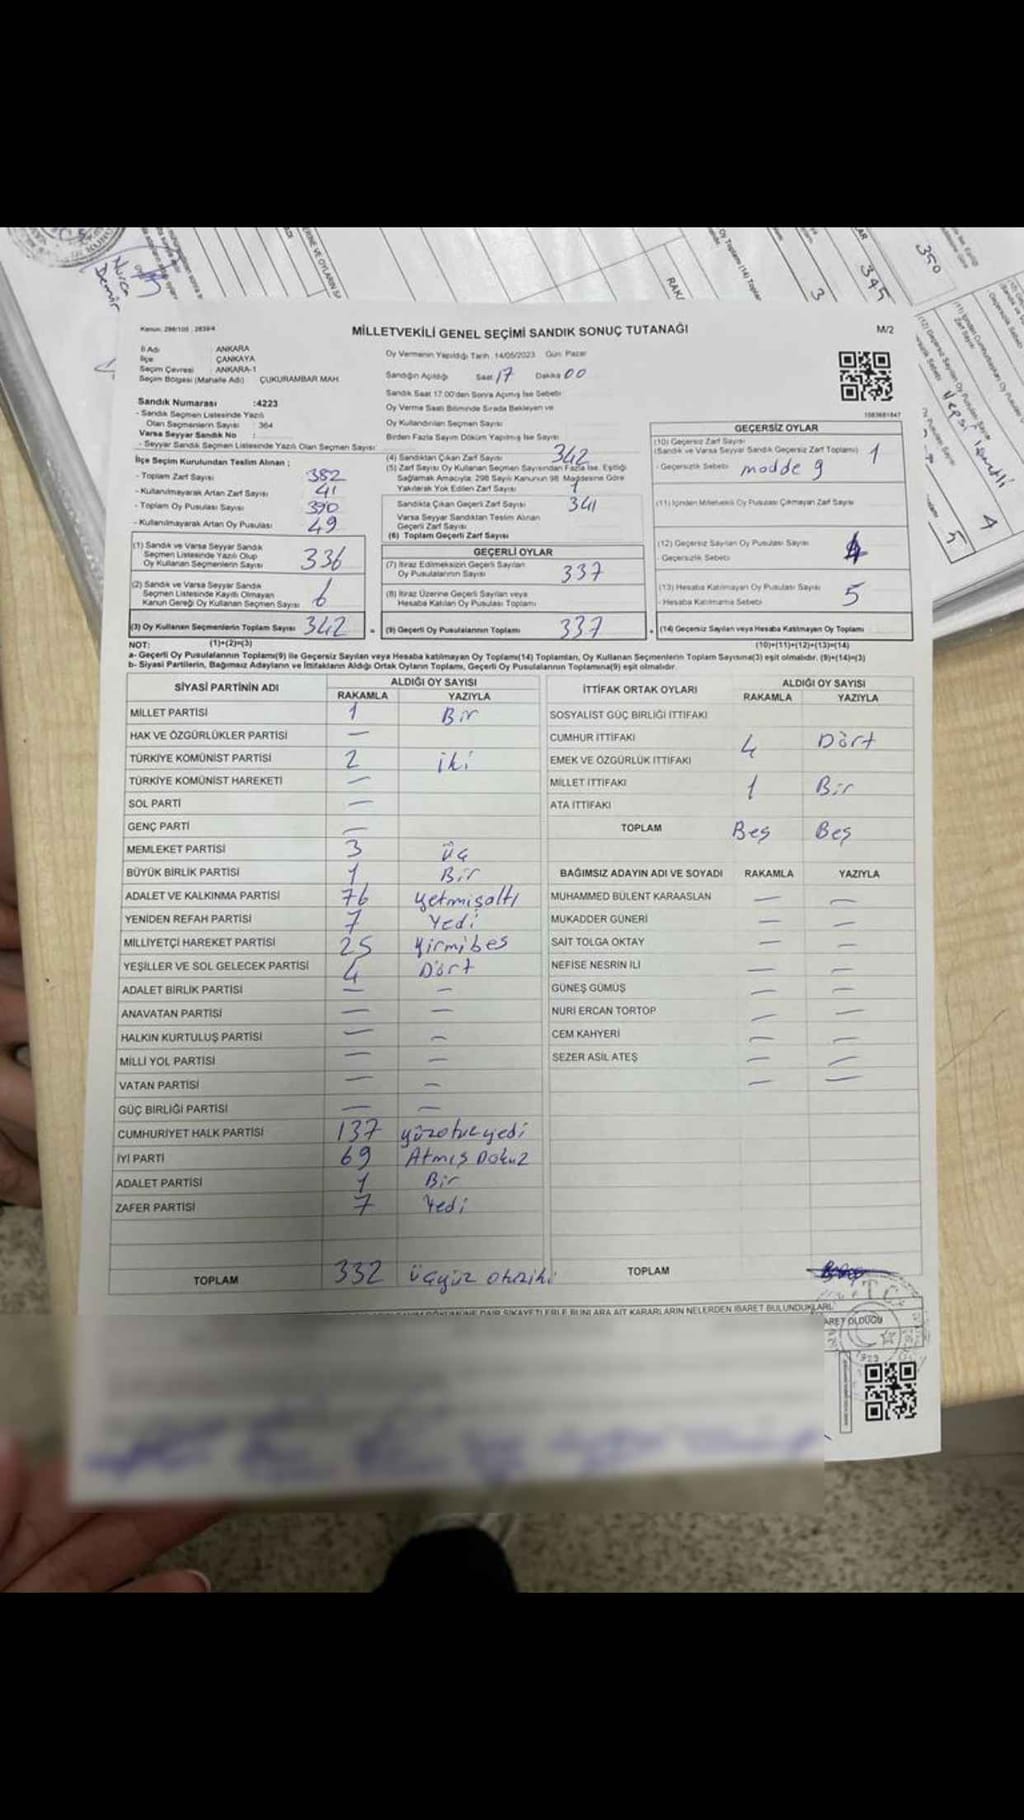 Nurcan
Demir
345
350
3
4
5
Kanun: 298/105 , 2839/4
MİLLETVEKİLİ GENEL SEÇİMİ SANDIK SONUÇ TUTANAĞI
M/2
İl Adı ANKARA
İlçe ÇANKAYA
Seçim Çevresi ANKARA-1
Seçim Bölgesi (Mahalle Adı) ÇUKURAMBAR MAH.
Oy Vermenin Yapıldığı Tarih 14/05/2023 Gün Pazar
Sandığın Açıldığı Saat 17 Dakika 00
Sandık Saat 17.00'den Sonra Açılmış İse Sebebi
Oy Verme Saati Bitiminde Sırada Bekleyen ve
Oy Kullandırılan Seçmen Sayısı
Birden Fazla Sayım Döküm Yapılmış İse Sayısı
Sandık Numarası :4223
- Sandık Seçmen Listesinde Yazılı
Olan Seçmenlerin Sayısı : 364
Varsa Seyyar Sandık No :
- Seyyar Sandık Seçmen Listesinde Yazılı Olan Seçmen Sayısı
İlçe Seçim Kurulundan Teslim Alınan ;
- Toplam Zarf Sayısı 382
- Kullanılmayarak Artan Zarf Sayısı 41
- Toplam Oy Pusulası Sayısı 390
- Kullanılmayarak Artan Oy Pusulası 49
(1) Sandık ve Varsa Seyyar Sandık
Seçmen Listesinde Yazılı Olup
Oy Kullanan Seçmenlerin Sayısı 336
(2) Sandık ve Varsa Seyyar Sandık
Seçmen Listesinde Kayıtlı Olmayan
Kanun Gereği Oy Kullanan Seçmen Sayısı 6
(3) Oy Kullanan Seçmenlerin Toplam Sayısı 342
(4) Sandıktan Çıkan Zarf Sayısı 342
(5) Zarf Sayısı Oy Kullanan Seçmen Sayısından Fazla İse, Eşitliği
Sağlamak Amacıyla; 298 Sayılı Kanunun 98. Maddesine Göre
Yakılarak Yok Edilen Zarf Sayısı 1
Sandıkta Çıkan Geçerli Zarf Sayısı 341
Varsa Seyyar Sandıktan Teslim Alınan
Geçerli Zarf Sayısı
(6) Toplam Geçerli Zarf Sayısı
GEÇERLİ OYLAR
(7) İtiraz Edilmeksizin Geçerli Sayılan
Oy Pusulalarının Sayısı 337
(8) İtiraz Üzerine Geçerli Sayılan veya
Hesaba Katılan Oy Pusulası Toplamı
= (9) Geçerli Oy Pusulalarının Toplamı 337
GEÇERSİZ OYLAR
(10) Geçersiz Zarf Sayısı
(Sandık ve Varsa Seyyar Sandık Geçersiz Zarf Toplamı) 1
- Geçersizlik Sebebi madde 9
(11) İçinden Milletvekili Oy Pusulası Çıkmayan Zarf Sayısı
(12) Geçersiz Sayılan Oy Pusulası Sayısı 4
- Geçersizlik Sebebi
(13) Hesaba Katılmayan Oy Pusulası Sayısı 5
- Hesaba Katılmama Sebebi
+ (14) Geçersiz Sayılan veya Hesaba Katılmayan Oy Toplamı
NOT: (1)+(2)=(3) (10)+(11)+(12)+(13)=(14)
a- Geçerli Oy Pusulalarının Toplamı(9) ile Geçersiz Sayılan veya Hesaba katılmayan Oy Toplamı(14) Toplamları, Oy Kullanan Seçmenlerin Toplam Sayısına(3) eşit olmalıdır. (9)+(14)=(3)
b- Siyasi Partilerin, Bağımsız Adayların ve İttifakların Aldığı Ortak Oyların Toplamı, Geçerli Oy Pusulalarının Toplamına(9) eşit olmalıdır.
SİYASİ PARTİNİN ADI ALDIĞI OY SAYISI
RAKAMLA YAZIYLA
MİLLET PARTİSİ 1 Bir
HAK VE ÖZGÜRLÜKLER PARTİSİ —
TÜRKİYE KOMÜNİST PARTİSİ 2 iki
TÜRKİYE KOMÜNİST HAREKETİ —
SOL PARTİ —
GENÇ PARTİ —
MEMLEKET PARTİSİ 3 üç
BÜYÜK BİRLİK PARTİSİ 1 Bir
ADALET VE KALKINMA PARTİSİ 76 yetmişaltı
YENİDEN REFAH PARTİSİ 7 Yedi
MİLLİYETÇİ HAREKET PARTİSİ 25 Yirmibeş
YEŞİLLER VE SOL GELECEK PARTİSİ 4 Dört
ADALET BİRLİK PARTİSİ — —
ANAVATAN PARTİSİ — —
HALKIN KURTULUŞ PARTİSİ — —
MİLLİ YOL PARTİSİ — —
VATAN PARTİSİ — —
GÜÇ BİRLİĞİ PARTİSİ — —
CUMHURİYET HALK PARTİSİ 137 yüzotuzyedi
İYİ PARTİ 69 Atmış Dokuz
ADALET PARTİSİ 1 Bir
ZAFER PARTİSİ 7 Yedi
TOPLAM 332 üçyüz otuziki
İTTİFAK ORTAK OYLARI ALDIĞI OY SAYISI
RAKAMLA YAZIYLA
SOSYALİST GÜÇ BİRLİĞİ İTTİFAKI
CUMHUR İTTİFAKI 4 Dört
EMEK VE ÖZGÜRLÜK İTTİFAKI
MİLLET İTTİFAKI 1 Bir
ATA İTTİFAKI
TOPLAM Beş Beş
BAĞIMSIZ ADAYIN ADI VE SOYADI RAKAMLA YAZIYLA
MUHAMMED BÜLENT KARAASLAN — —
MUKADDER GÜNERİ — —
SAİT TOLGA OKTAY — —
NEFİSE NESRİN İLİ — —
GÜNEŞ GÜMÜŞ — —
NURİ ERCAN TORTOP — —
CEM KAHYERİ — —
SEZER ASİL ATEŞ — —
— —
TOPLAM
DÖKÜMÜNE DAİR ŞİKAYETLERLE BUNLARA AİT KARARLARIN NELERDEN İBARET BULUNDUKLARI
ARET OLDUĞU
T.C.